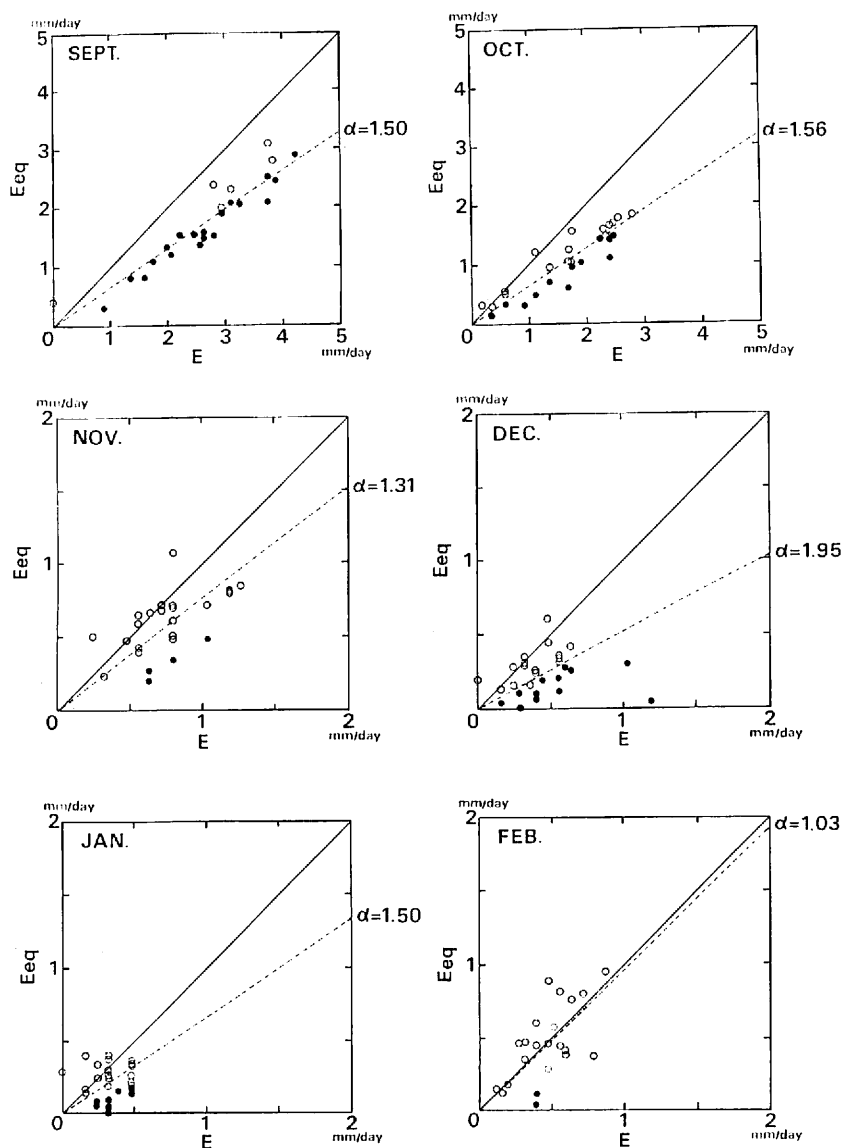 mm/day
5
SEPT.
4
3
Eeq
2
1
0
1
2
3
4
5
E
mm/day
α=1.50
mm/day
5
OCT.
4
3
Eeq
2
1
0
1
2
3
4
5
E
mm/day
α=1.56
mm/day
2
NOV.
1
Eeq
0
1
2
E
mm/day
α=1.31
mm/day
2
DEC.
1
Eeq
0
1
2
E
mm/day
α=1.95
mm/day
2
JAN.
1
Eeq
0
1
2
E
mm/day
α=1.50
mm/day
2
FEB.
1
Eeq
0
1
2
E
mm/day
α=1.03